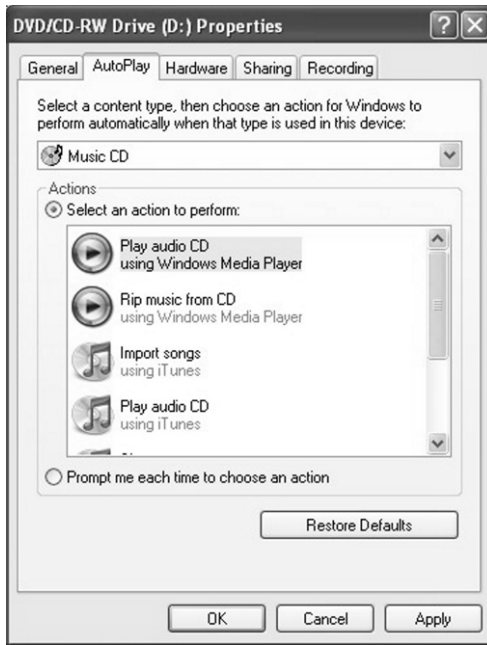 DVD/CD-RW Drive (D:) Properties
General AutoPlay Hardware Sharing Recording
Select a content type, then choose an action for Windows to
perform automatically when that type is used in this device:
Music CD
Actions
Select an action to perform:
Play audio CD
using Windows Media Player
Rip music from CD
using Windows Media Player
Import songs
using iTunes
Play audio CD
using iTunes
Prompt me each time to choose an action
Restore Defaults
OK Cancel Apply